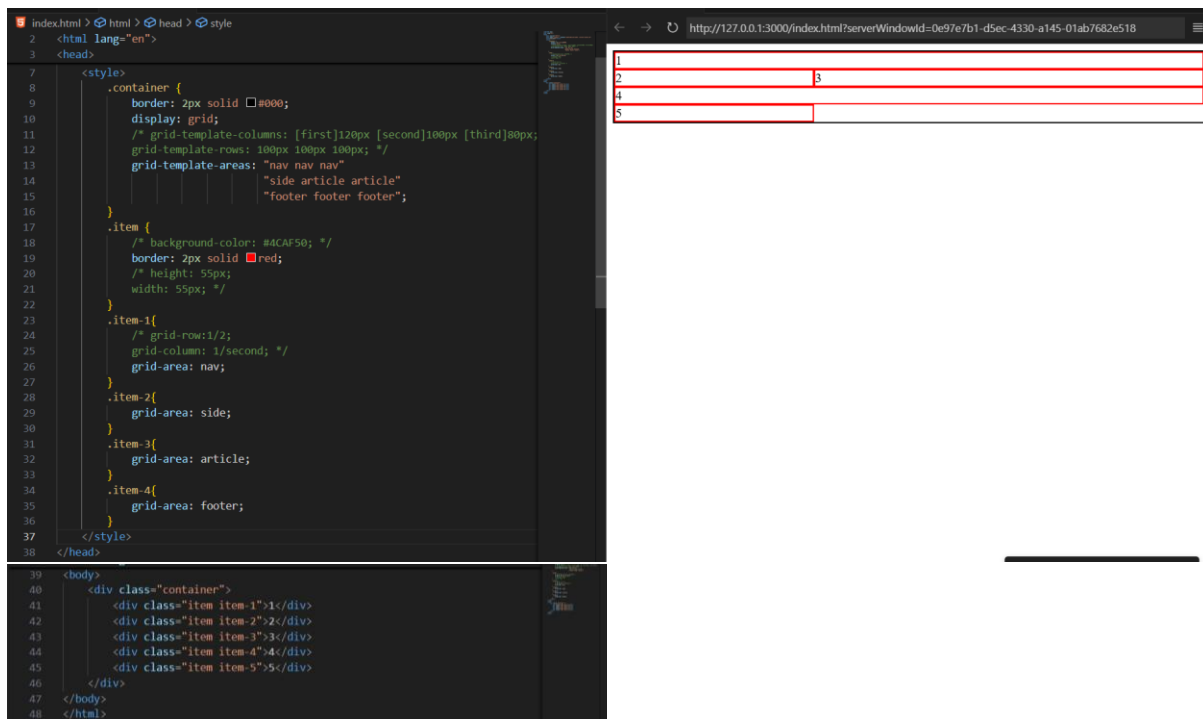 index.html > html > head > style
2 <html lang="en">
3 <head>
7 <style>
8 .container {
9 border: 2px solid #000;
10 display: grid;
11 /* grid-template-columns: [first]120px [second]100px [third]80px;
12 grid-template-rows: 100px 100px 100px; */
13 grid-template-areas: "nav nav nav"
14 "side article article"
15 "footer footer footer";
16 }
17 .item {
18 /* background-color: #4CAF50; */
19 border: 2px solid red;
20 /* height: 55px;
21 width: 55px; */
22 }
23 .item-1{
24 /* grid-row:1/2;
25 grid-column: 1/second; */
26 grid-area: nav;
27 }
28 .item-2{
29 grid-area: side;
30 }
31 .item-3{
32 grid-area: article;
33 }
34 .item-4{
35 grid-area: footer;
36 }
37 </style>
38 </head>
39 <body>
40 <div class="container">
41 <div class="item item-1">1</div>
42 <div class="item item-2">2</div>
43 <div class="item item-3">3</div>
44 <div class="item item-4">4</div>
45 <div class="item item-5">5</div>
46 </div>
47 </body>
48 </html>
http://127.0.0.1:3000/index.html?serverWindowId=0e97e7b1-d5ec-4330-a145-01ab7682e518
1
2 3
4
5